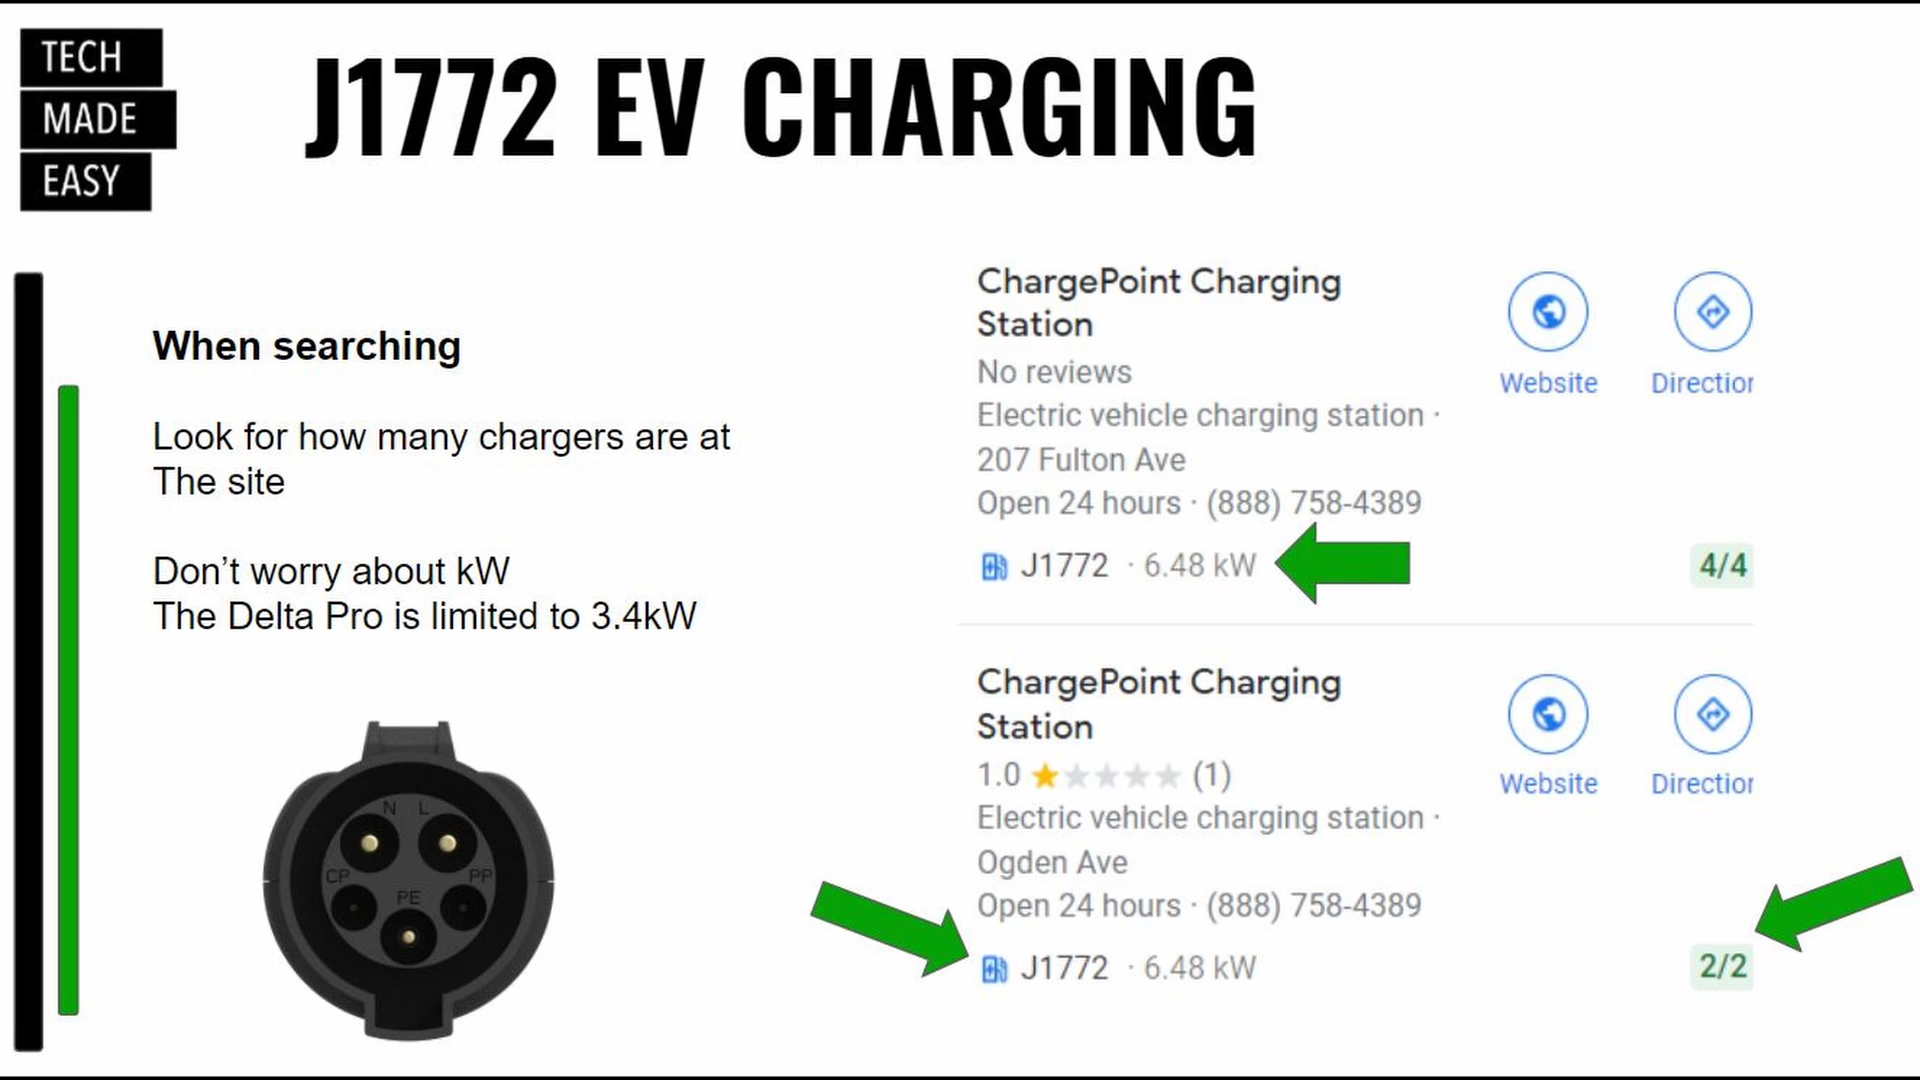 TECH
MADE
EASY
J1772 EV CHARGING
When searching
Look for how many chargers are at
The site
Don’t worry about kW
The Delta Pro is limited to 3.4kW
N L
CP PP
PE
ChargePoint Charging
Station
No reviews
Electric vehicle charging station ·
207 Fulton Ave
Open 24 hours · (888) 758-4389
J1772 · 6.48 kW
4/4
Website
Direction
ChargePoint Charging
Station
1.0 (1)
Electric vehicle charging station ·
Ogden Ave
Open 24 hours · (888) 758-4389
J1772 · 6.48 kW
2/2
Website
Direction